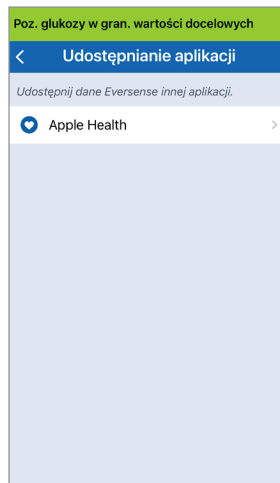 Poz. glukozy w gran. wartości docelowych
Udostępnianie aplikacji
Udostępnij dane Eversense innej aplikacji.
Apple Health